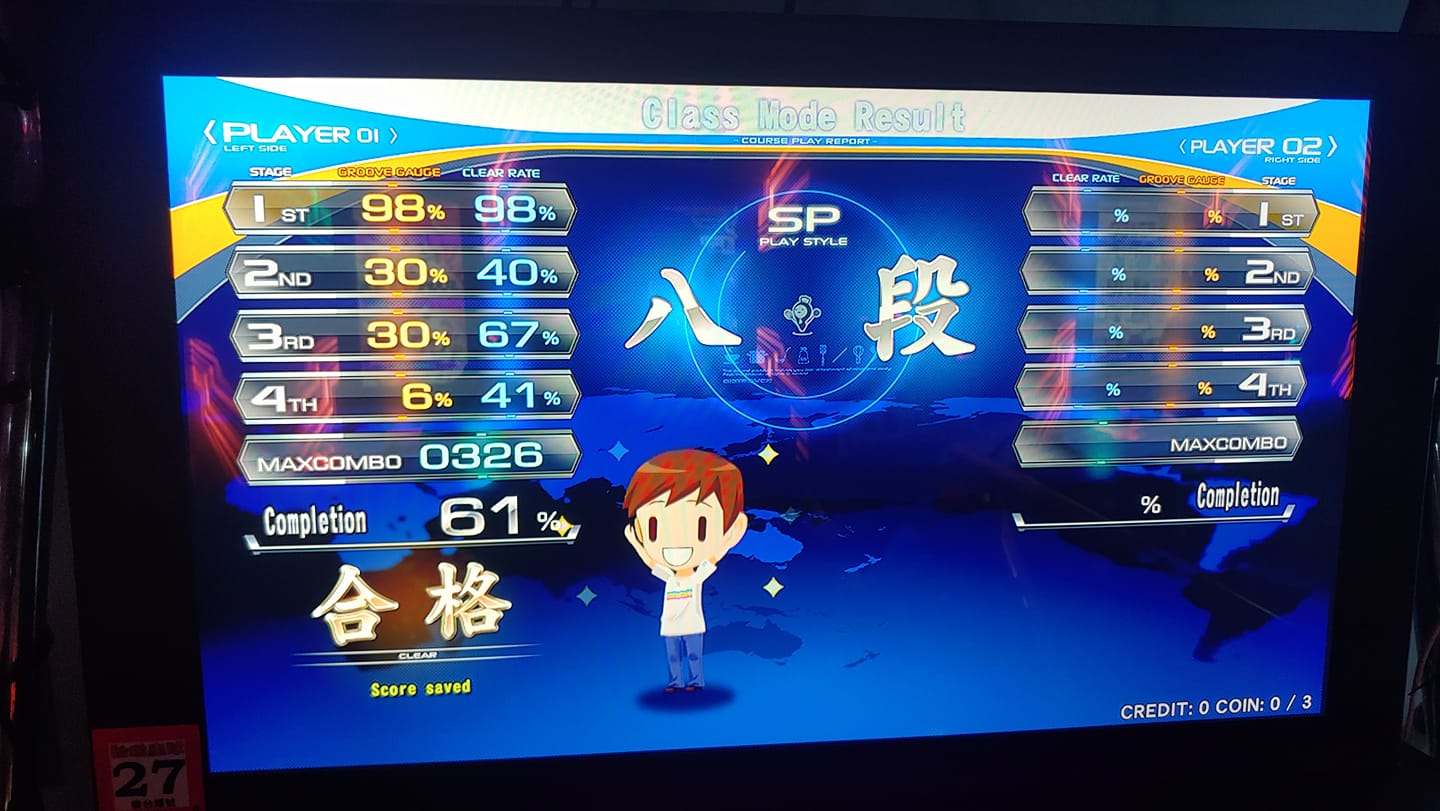 Class Mode Result
-COURSE PLAY REPORT-
《PLAYER 01》
LEFT SIDE
STAGE GROOVE GAUGE CLEAR RATE
1ST 98% 98%
2ND 30% 40%
3RD 30% 67%
4TH 6% 41%
MAXCOMBO 0326
Completion 61%
合格
CLEAR
Score saved
SP
PLAY STYLE
八段
《PLAYER 02》
RIGHT SIDE
CLEAR RATE GROOVE GAUGE STAGE
% % 1ST
% % 2ND
% % 3RD
% % 4TH
MAXCOMBO
% Completion
CREDIT: 0 COIN: 0 / 3
27